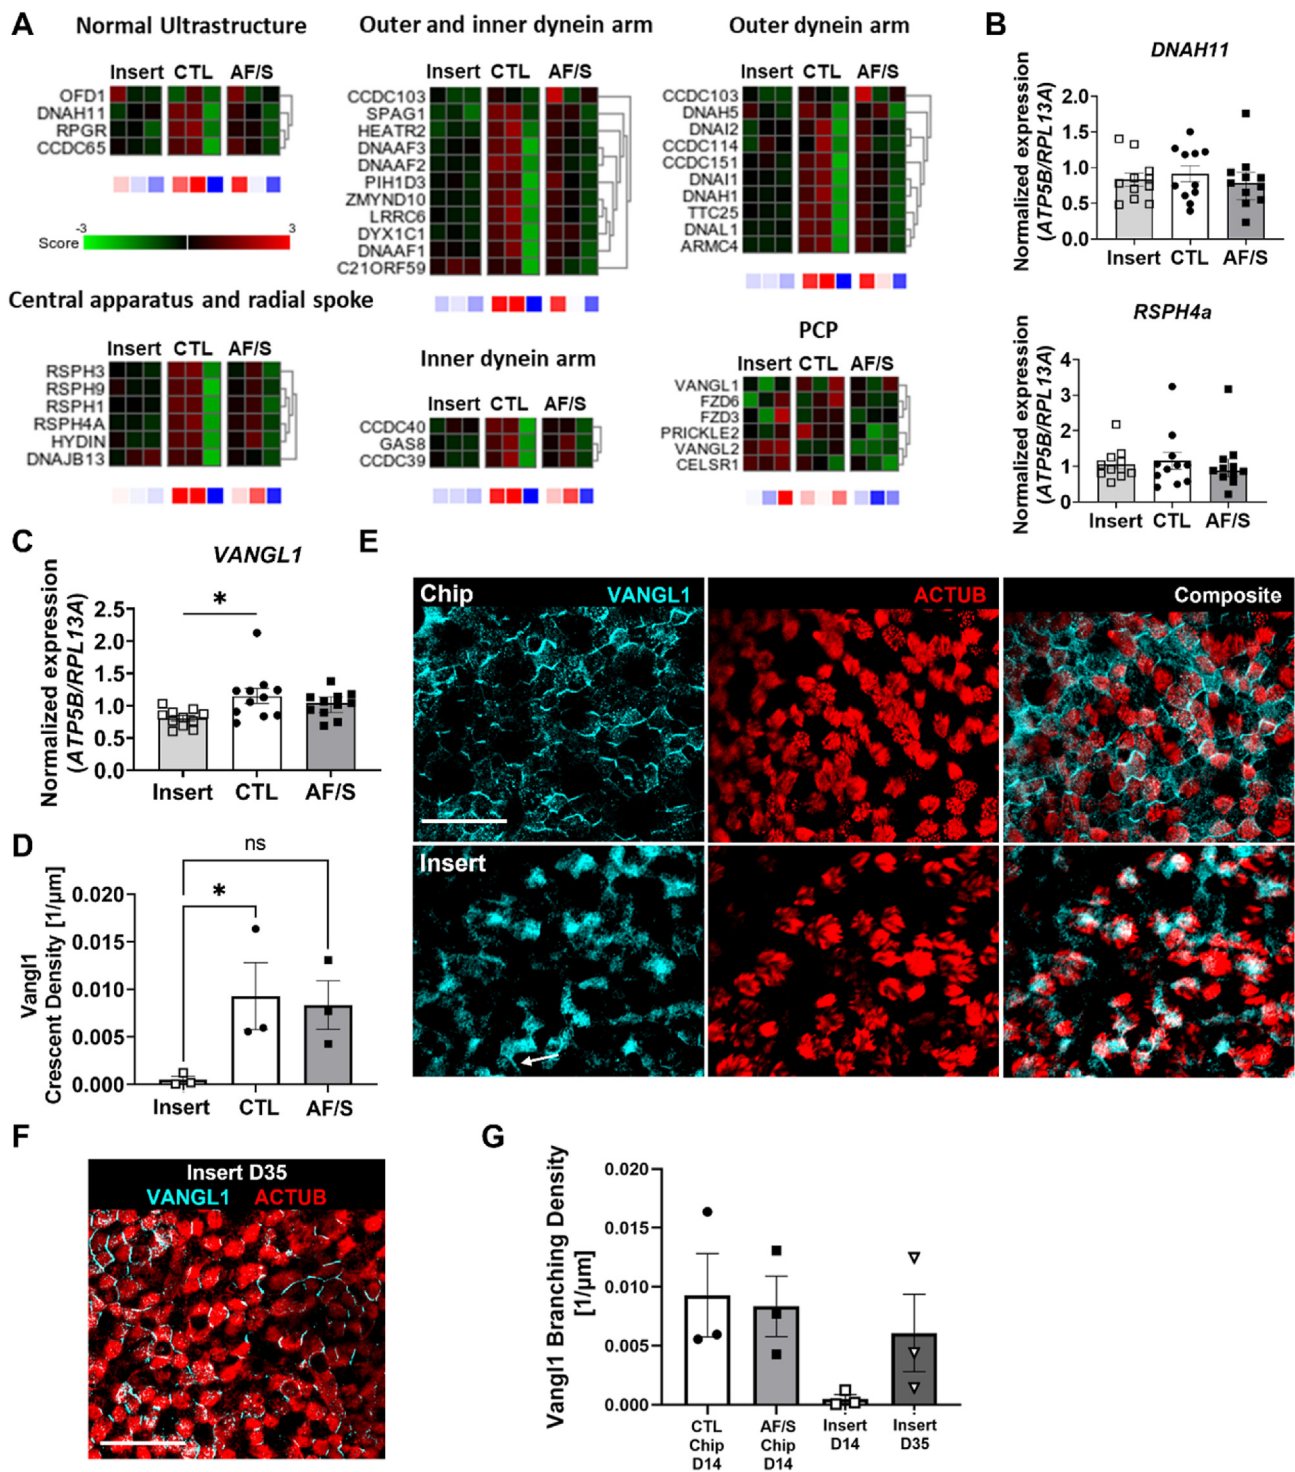 A
Normal Ultrastructure
Insert CTL AF/S
OFD1
DNAH11
RPGR
CCDC65
-3
3
Score
Outer and inner dynein arm
Insert CTL AF/S
CCDC103
SPAG1
HEATR2
DNAAF3
DNAAF2
PIH1D3
ZMYND10
LRRC6
DYX1C1
DNAAF1
C21ORF59
Outer dynein arm
Insert CTL AF/S
CCDC103
DNAH5
DNAI2
CCDC114
CCDC151
DNAI1
DNAH1
TTC25
DNAL1
ARMC4
Central apparatus and radial spoke
Insert CTL AF/S
RSPH3
RSPH9
RSPH1
RSPH4A
HYDIN
DNAJB13
Inner dynein arm
Insert CTL AF/S
CCDC40
GAS8
CCDC39
PCP
Insert CTL AF/S
VANGL1
FZD6
FZD3
PRICKLE2
VANGL2
CELSR1
B
DNAH11
Normalized expression
(ATP5B/RPL13A)
2.0
1.5
1.0
0.5
0.0
Insert CTL AF/S
RSPH4a
Normalized expression
(ATP5B/RPL13A)
4
3
2
1
0
Insert CTL AF/S
C
VANGL1
Normalized expression
(ATP5B/RPL13A)
2.5
2.0
1.5
1.0
0.5
0.0
*
Insert CTL AF/S
D
Vangl1
Crescent Density [1/µm]
0.020
0.015
0.010
0.005
0.000
ns
*
Insert CTL AF/S
E
Chip VANGL1
ACTUB
Composite
Insert
F
Insert D35
VANGL1 ACTUB
G
Vangl1 Branching Density
[1/µm]
0.020
0.015
0.010
0.005
0.000
CTL
Chip
D14
AF/S
Chip
D14
Insert
D14
Insert
D35